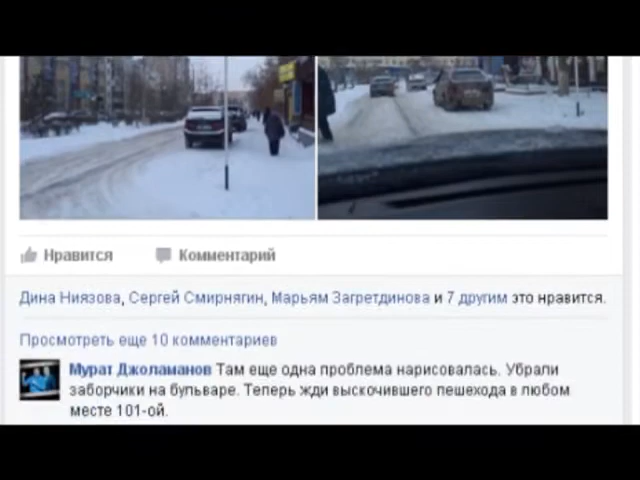 Нравится Комментарий
Дина Ниязова, Сергей Смирнягин, Марьям Загретдинова и 7 другим это нравится.
Просмотреть еще 10 комментариев
Мурат Джоламанов Там еще одна проблема нарисовалась. Убрали
заборчики на бульваре. Теперь жди выскочившего пешехода в любом
месте 101-ой.